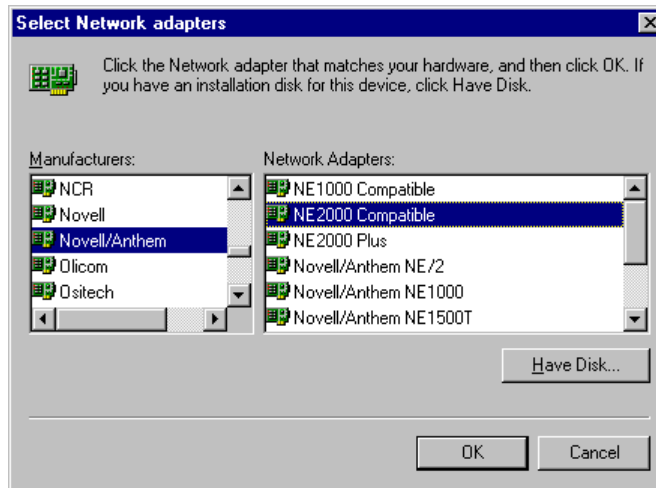 Select Network adapters
Click the Network adapter that matches your hardware, and then click OK. If
you have an installation disk for this device, click Have Disk.
Manufacturers:
NCR
Novell
Novell/Anthem
Olicom
Ositech
Network Adapters:
NE1000 Compatible
NE2000 Compatible
NE2000 Plus
Novell/Anthem NE/2
Novell/Anthem NE1000
Novell/Anthem NE1500T
Have Disk...
OK
Cancel